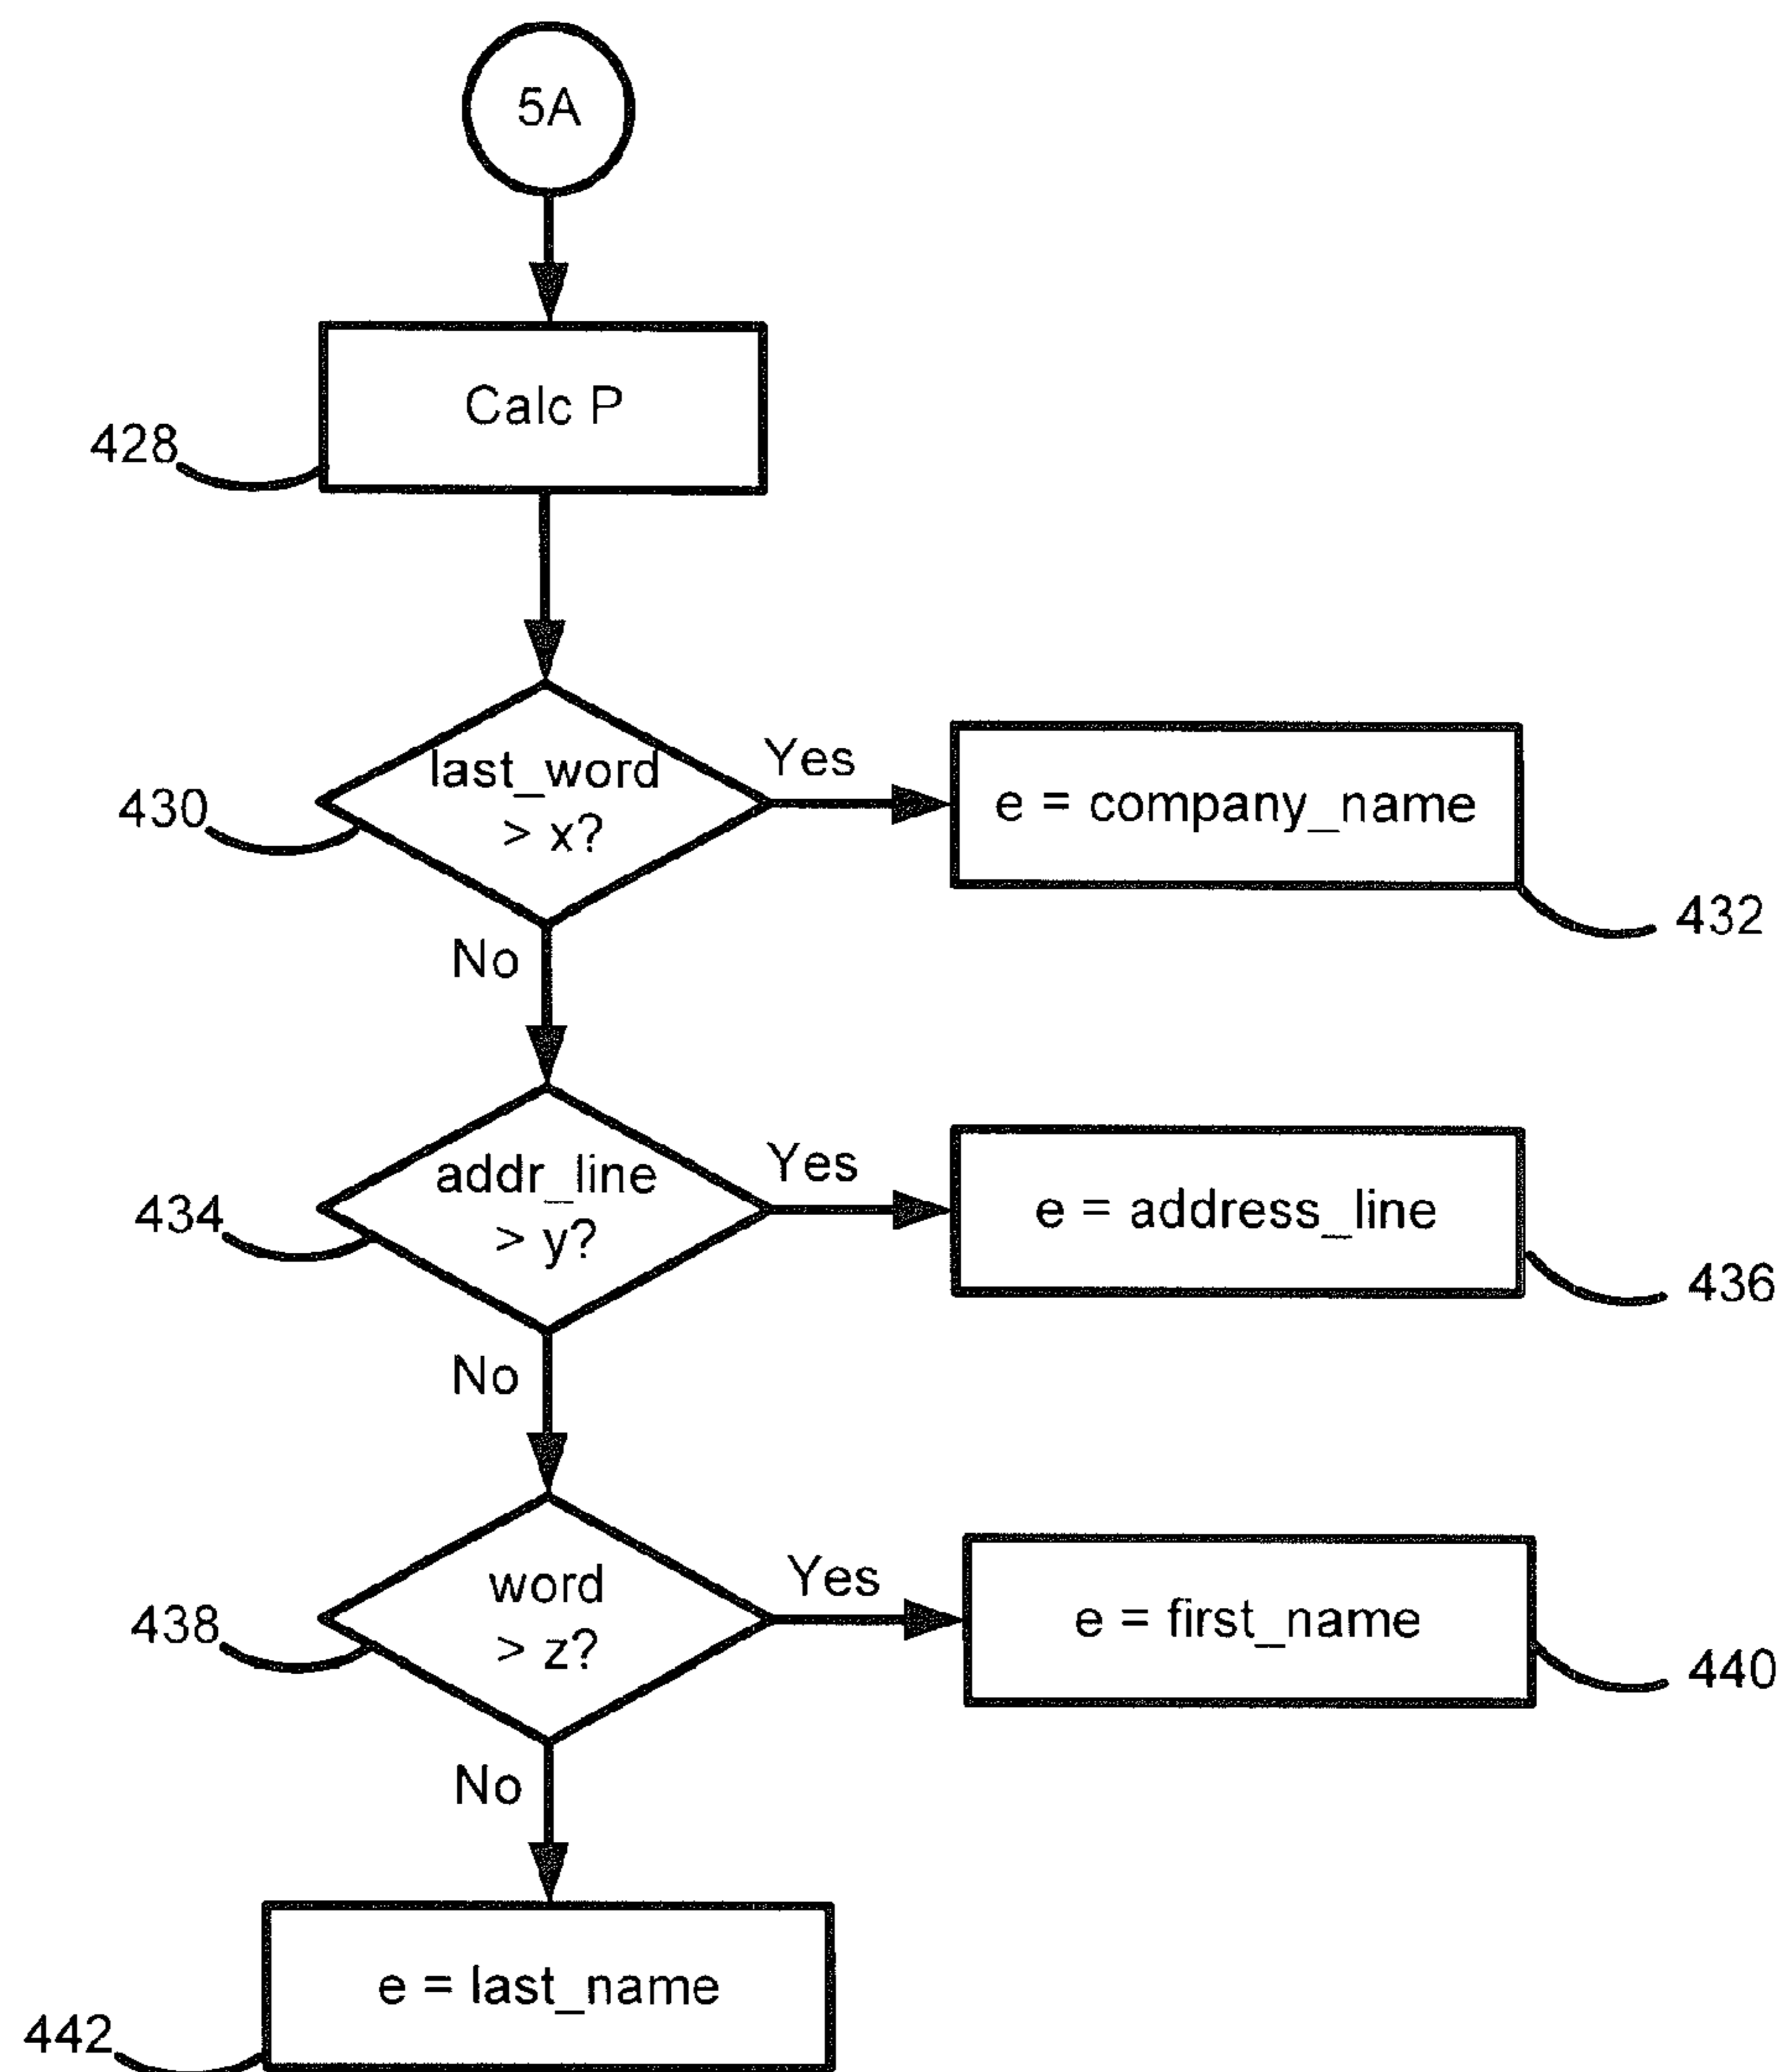 5A
Calc P
428
last_word
> x?
430
Yes
e = company_name
432
No
addr_line
> y?
434
Yes
e = address_line
436
No
word
> z?
438
Yes
e = first_name
440
No
e = last_name
442